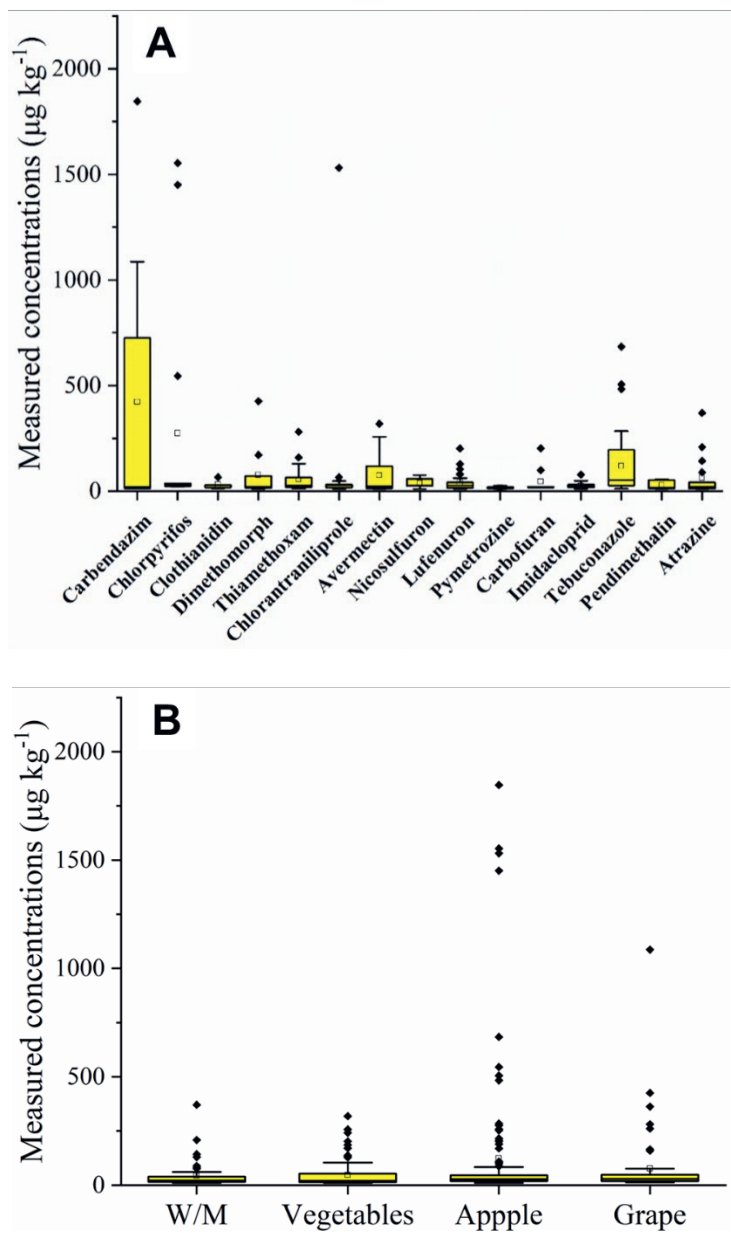 A
Measured concentrations (µg kg⁻¹)
2000
1500
1000
500
0
Carbendazim
Chlorpyrifos
Clothianidin
Dimethomorph
Thiamethoxam
Chlorantraniliprole
Avermectin
Nicosulfuron
Lufenuron
Pymetrozine
Carbofuran
Imidacloprid
Tebuconazole
Pendimethalin
Atrazine
B
Measured concentrations (µg kg⁻¹)
2000
1500
1000
500
0
W/M
Vegetables
Appple
Grape